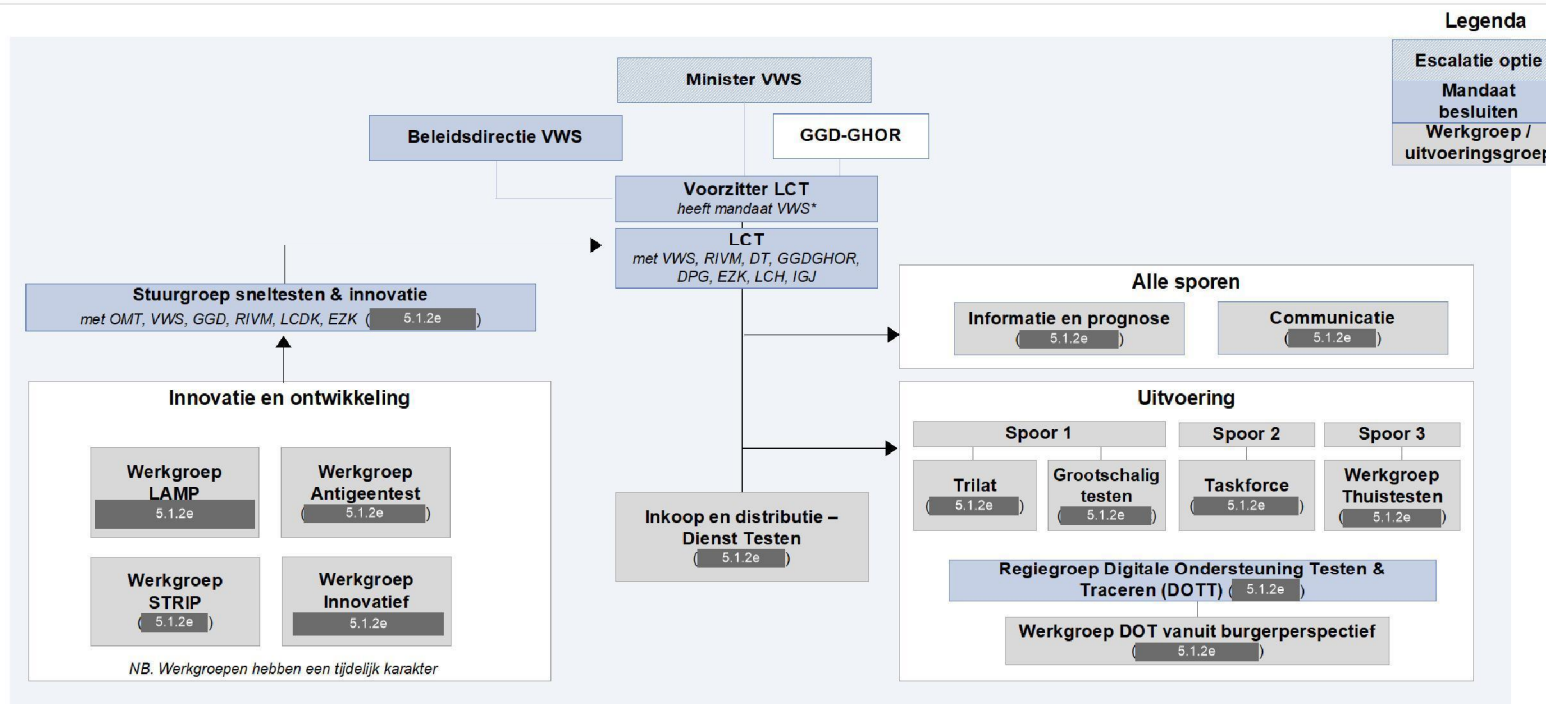 Legenda
Escalatie optie
Mandaat
besluiten
Werkgroep /
uitvoeringsgroep
Minister VWS
Beleidsdirectie VWS
GGD-GHOR
Voorzitter LCT
heeft mandaat VWS*
LCT
met VWS, RIVM, DT, GGDGHOR,
DPG, EZK, LCH, IGJ
Stuurgroep sneltesten & innovatie
met OMT, VWS, GGD, RIVM, LCDK, EZK ( 5.1.2e )
Innovatie en ontwikkeling
Werkgroep
LAMP
5.1.2e
Werkgroep
Antigeentest
( 5.1.2e )
Werkgroep
STRIP
( 5.1.2e )
Werkgroep
Innovatief
5.1.2e
NB. Werkgroepen hebben een tijdelijk karakter
Inkoop en distributie –
Dienst Testen
( 5.1.2e )
Alle sporen
Informatie en prognose
( 5.1.2e )
Communicatie
( 5.1.2e )
Uitvoering
Spoor 1
Trilat
( 5.1.2e )
Grootschalig
testen
( 5.1.2e )
Spoor 2
Taskforce
( 5.1.2e )
Spoor 3
Werkgroep
Thuistesten
( 5.1.2e )
Regiegroep Digitale Ondersteuning Testen &
Traceren (DOTT) ( 5.1.2e )
Werkgroep DOT vanuit burgerperspectief
( 5.1.2e )